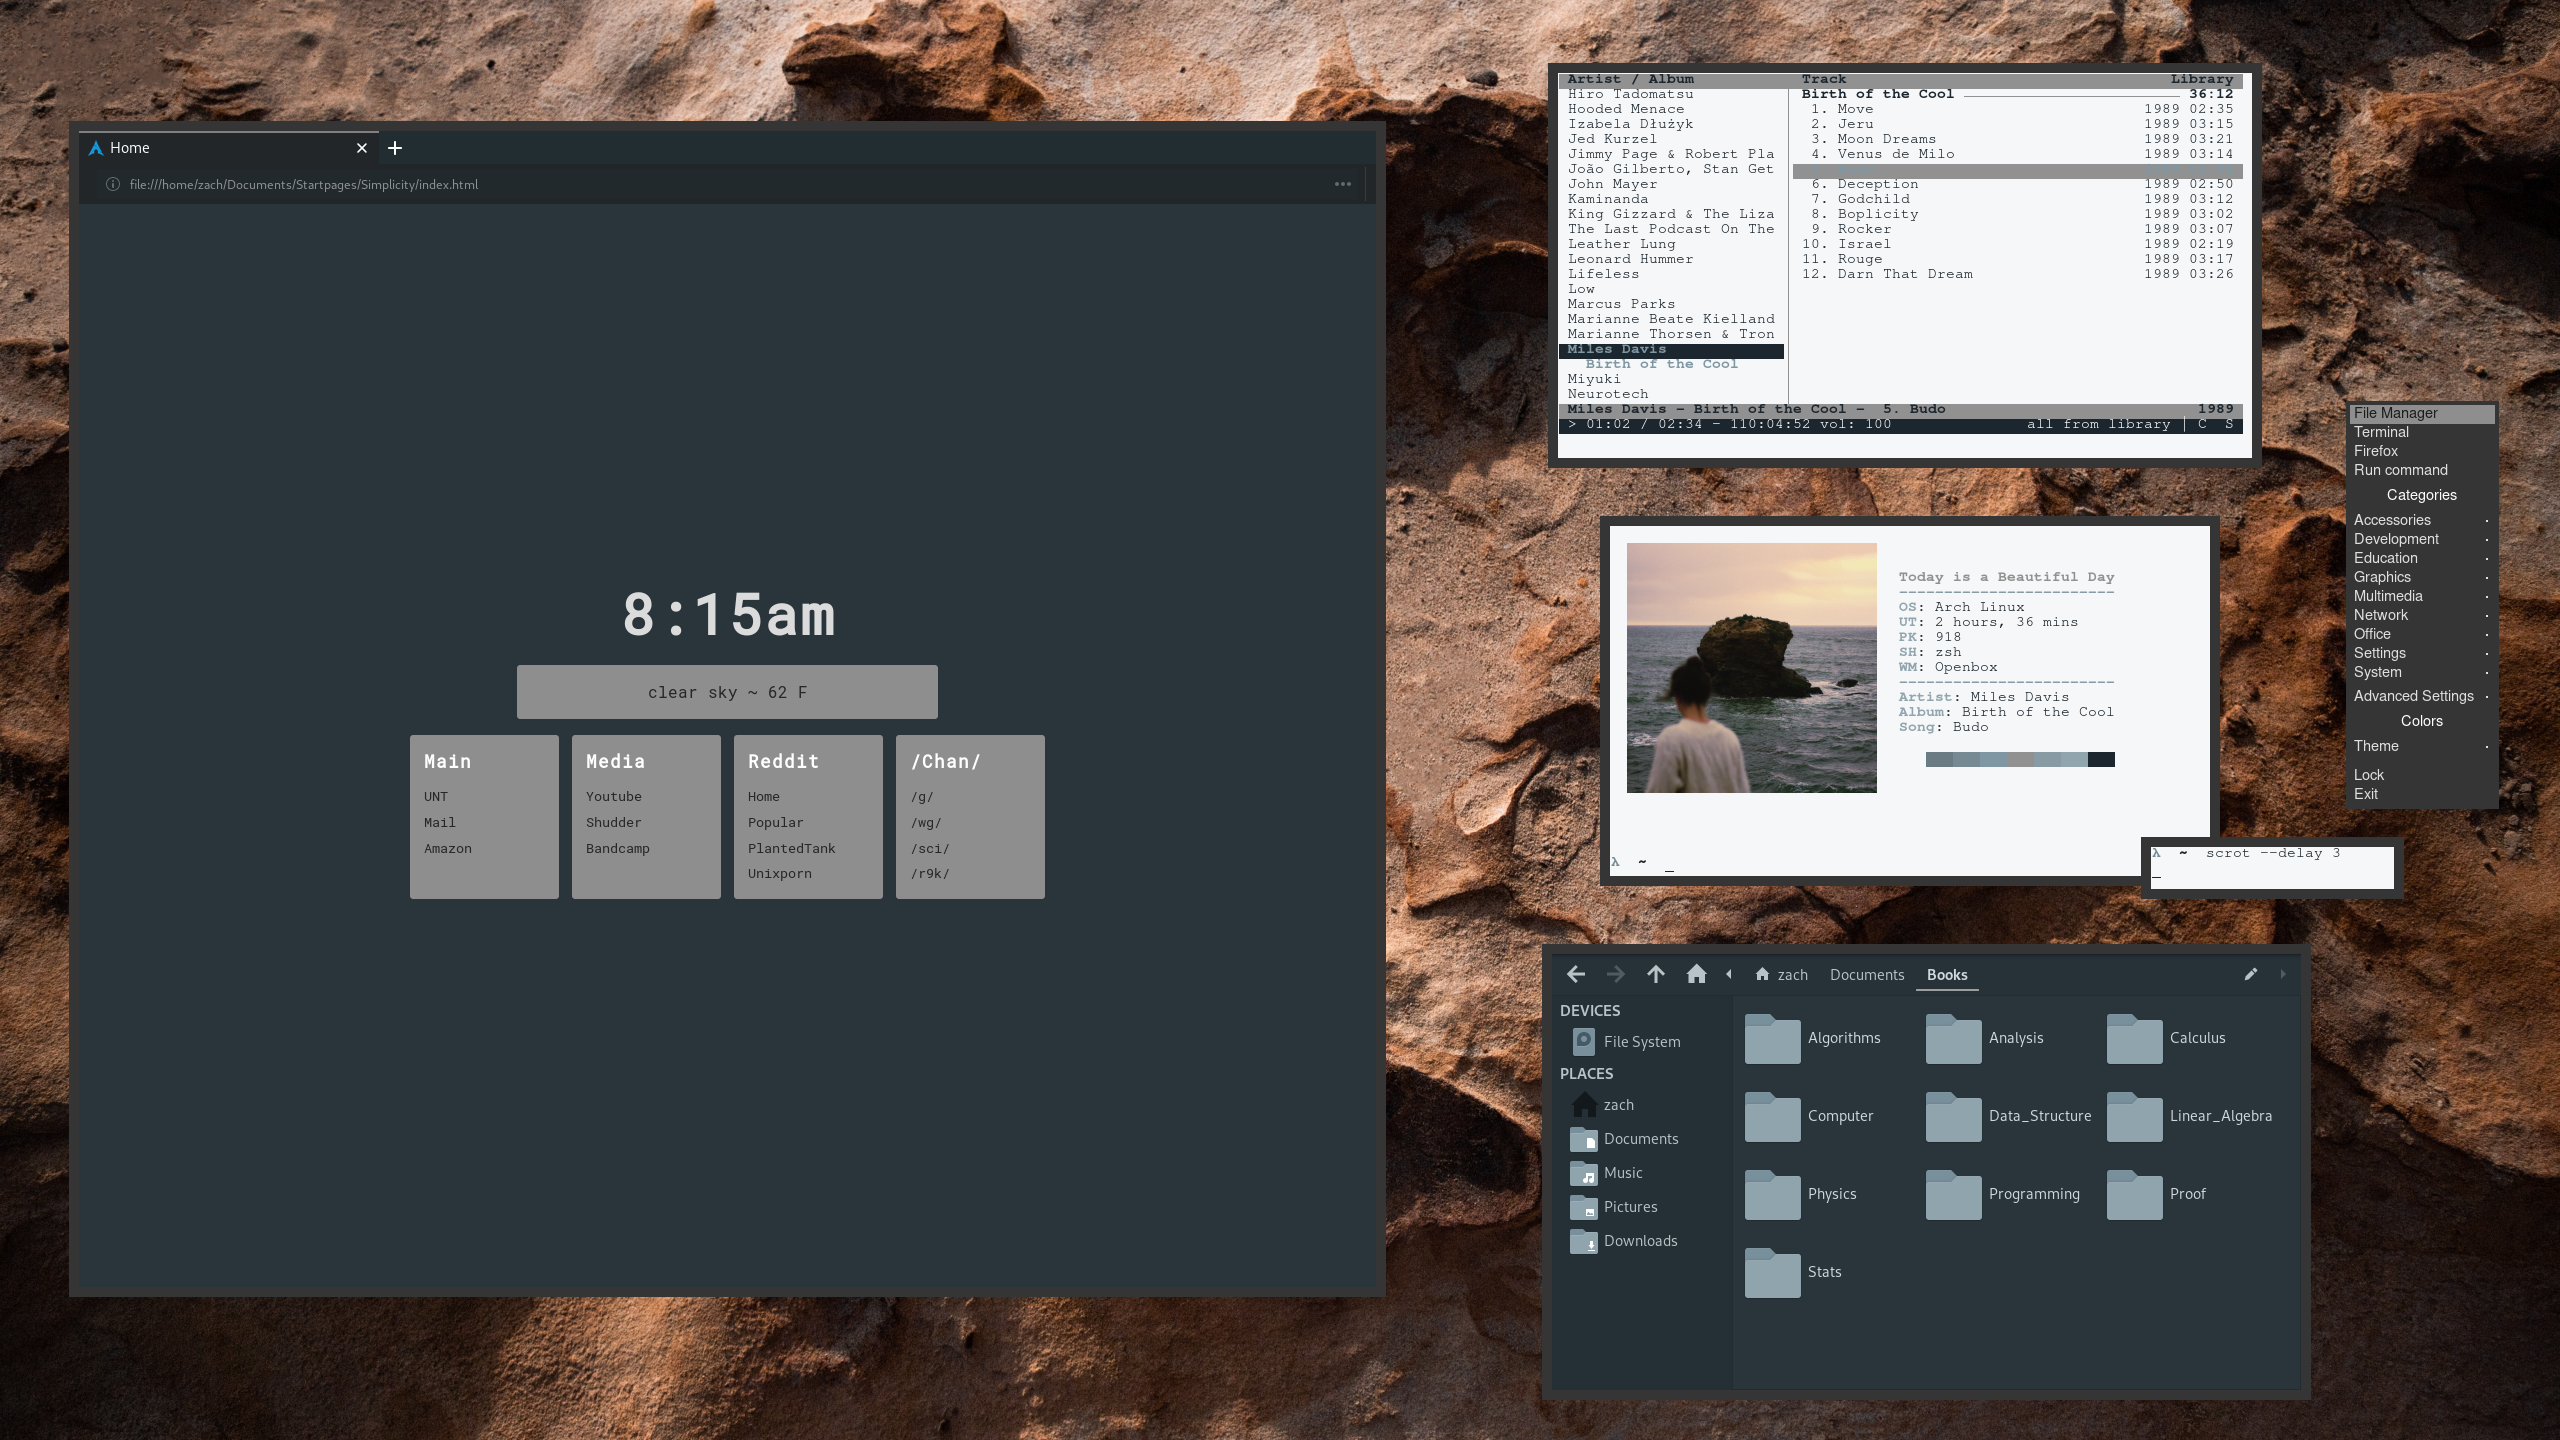 Home
file:///home/zach/Documents/Startpages/Simplicity/index.html
8:15am
clear sky ~ 62 F
Main
UNT
Mail
Amazon
Media
Youtube
Shudder
Bandcamp
Reddit
Home
Popular
PlantedTank
Unixporn
/Chan/
/g/
/wg/
/sci/
/r9k/
Artist / Album
Hiro Tadomatsu
Hooded Menace
Izabela Dłużyk
Jed Kurzel
Jimmy Page & Robert Pla
João Gilberto, Stan Get
John Mayer
Kaminanda
King Gizzard & The Liza
The Last Podcast On The
Leather Lung
Leonard Hummer
Lifeless
Low
Marcus Parks
Marianne Beate Kielland
Marianne Thorsen & Tron
Miles Davis
Birth of the Cool
Miyuki
Neurotech
Track Library
Birth of the Cool 36:12
1. Move 1989 02:35
2. Jeru 1989 03:15
3. Moon Dreams 1989 03:21
4. Venus de Milo 1989 03:14
6. Deception 1989 02:50
7. Godchild 1989 03:12
8. Boplicity 1989 03:02
9. Rocker 1989 03:07
10. Israel 1989 02:19
11. Rouge 1989 03:17
12. Darn That Dream 1989 03:26
Miles Davis - Birth of the Cool - 5. Budo 1989
> 01:02 / 02:34 - 110:04:52 vol: 100 all from library | C S
Today is a Beautiful Day
------------------------
OS: Arch Linux
UT: 2 hours, 36 mins
PK: 918
SH: zsh
WM: Openbox
------------------------
Artist: Miles Davis
Album: Birth of the Cool
Song: Budo
λ ~ _
λ ~ scrot --delay 3
_
File Manager
Terminal
Firefox
Run command
Categories
Accessories
Development
Education
Graphics
Multimedia
Network
Office
Settings
System
Advanced Settings
Colors
Theme
Lock
Exit
zach Documents Books
DEVICES
File System
PLACES
zach
Documents
Music
Pictures
Downloads
Algorithms Analysis Calculus
Computer Data_Structure Linear_Algebra
Physics Programming Proof
Stats